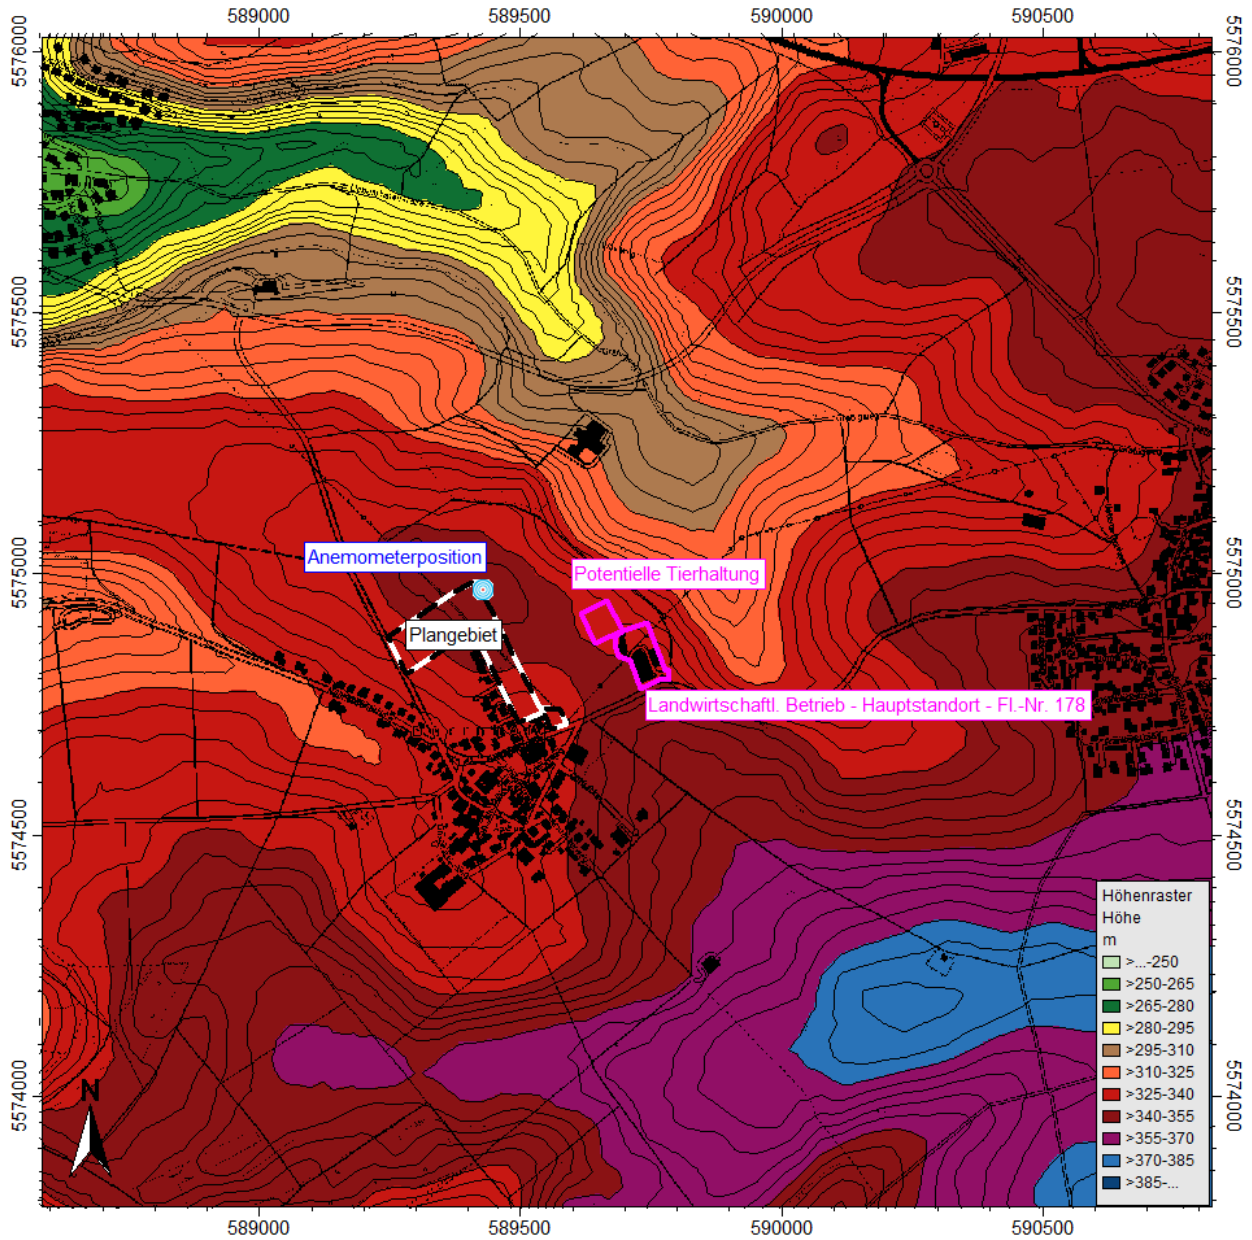 589000 589500 590000 590500
5576000 5576000
5575500 5575500
5575000 5575000
5574500 5574500
5574000 5574000
Anemometerposition
Potentielle Tierhaltung
Plangebiet
Landwirtschaftl. Betrieb - Hauptstandort - Fl.-Nr. 178
Höhenraster
Höhe
m
>...-250
>250-265
>265-280
>280-295
>295-310
>310-325
>325-340
>340-355
>355-370
>370-385
>385-...
N
589000 589500 590000 590500